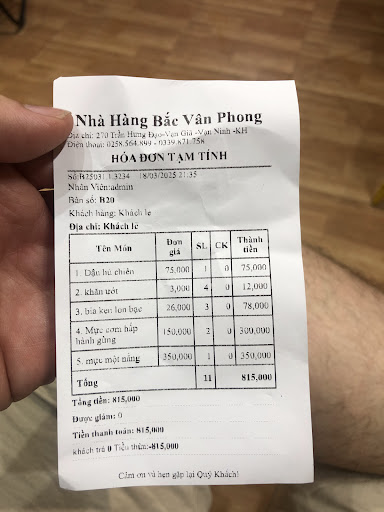 Nhà Hàng Bắc Vân Phong
Địa chỉ: 270 Trần Hưng Đạo-Vạn Giã -Vạn Ninh -KH
Điện thoại: 0258.564.899 - 0339.871.758
HÓA ĐƠN TẠM TÍNH
18/03/2025 21:35
Nhân Viên:admin
Bàn số: B20
Khách hàng: Khách lẻ
Địa chỉ: Khách lẻ
Tên Món Đơn giá SL CK Thành tiền
1. Đậu hủ chiên 75,000 1 0 75,000
2. khăn ướt 3,000 4 0 12,000
3. bia ken lon bạc 26,000 3 0 78,000
4. Mực cơm hấp hành gừng 150,000 2 0 300,000
5. mực một nắng 350,000 1 0 350,000
Tổng 11 815,000
Tổng tiền: 815,000
Được giảm: 0
Tiền thanh toán: 815,000
khách trả 0 Tiền thừa:-815,000
Cảm ơn và hẹn gặp lại Quý Khách!